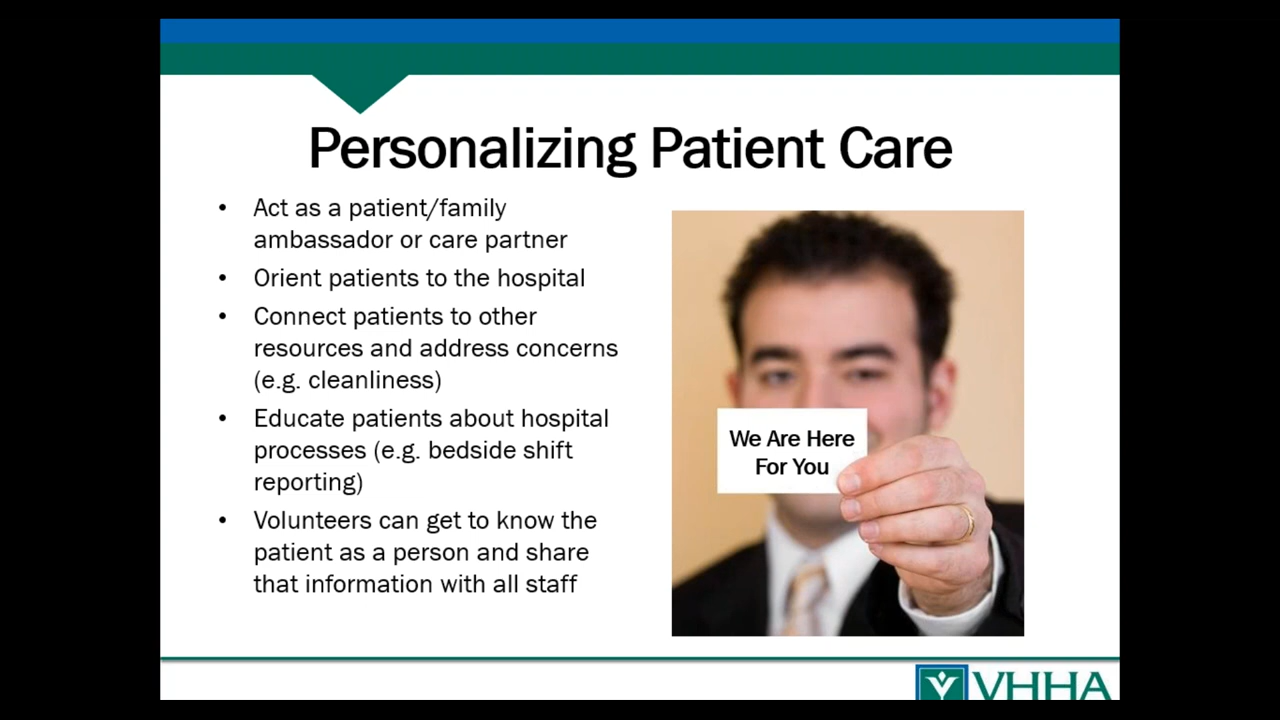 Personalizing Patient Care
• Act as a patient/family
ambassador or care partner
• Orient patients to the hospital
• Connect patients to other
resources and address concerns
(e.g. cleanliness)
• Educate patients about hospital
processes (e.g. bedside shift
reporting)
• Volunteers can get to know the
patient as a person and share
that information with all staff
We Are Here
For You
VHHA